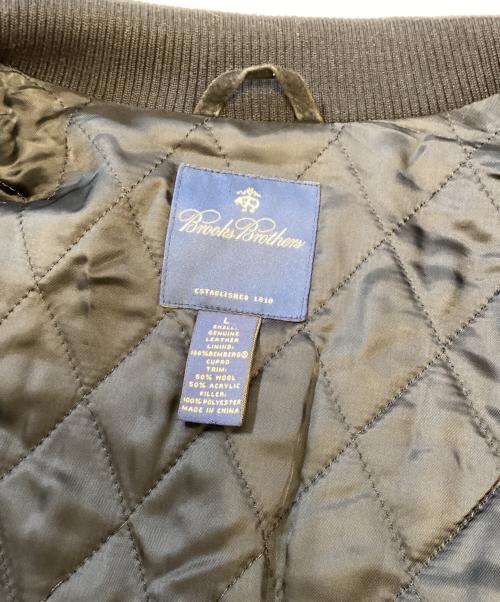 Brooks Brothers
ESTABLISHED 1818
L
SHELL:
GENUINE
LEATHER
LINING:
100%BEMBERG®
CUPRO
TRIM:
50% WOOL
50% ACRYLIC
FILLER:
100%POLYESTER
MADE IN CHINA